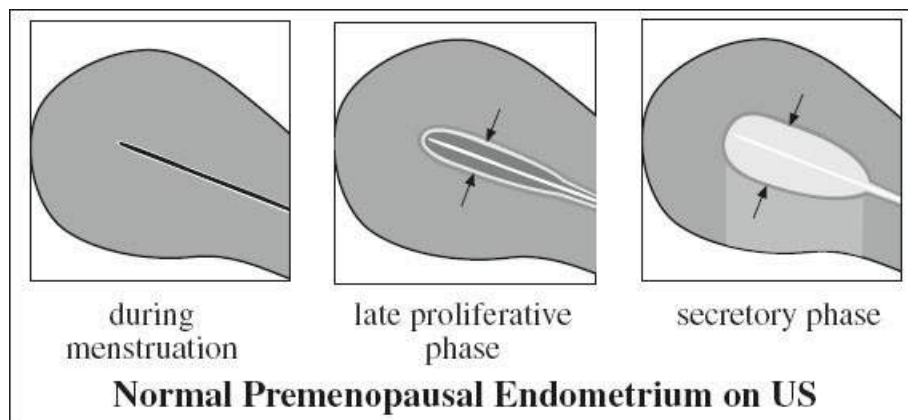 during
menstruation
late proliferative
phase
secretory phase
Normal Premenopausal Endometrium on US